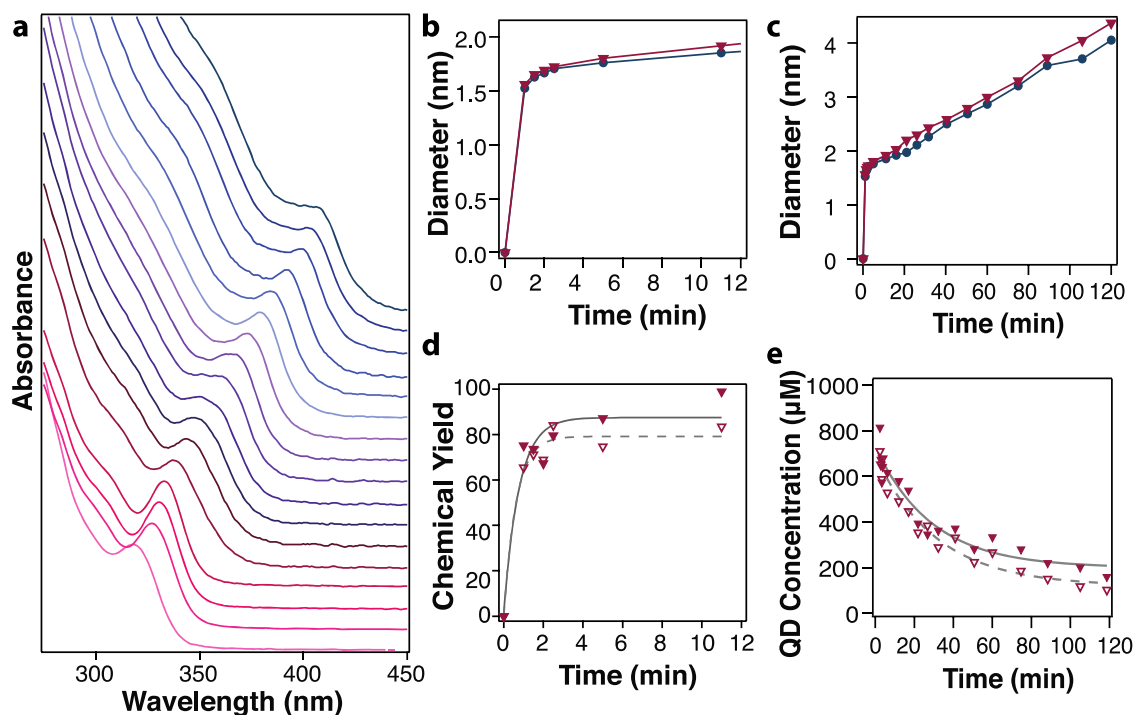 a
Absorbance
300 350 400 450
Wavelength (nm)
b
Diameter (nm)
2.0
1.5
1.0
0.5
0.0
0 2 4 6 8 10 12
Time (min)
c
Diameter (nm)
4
3
2
1
0
0 20 40 60 80 100 120
Time (min)
d
Chemical Yield
100
80
60
40
20
0
0 2 4 6 8 10 12
Time (min)
e
QD Concentration (µM)
1000
800
600
400
200
0
0 20 40 60 80 100 120
Time (min)